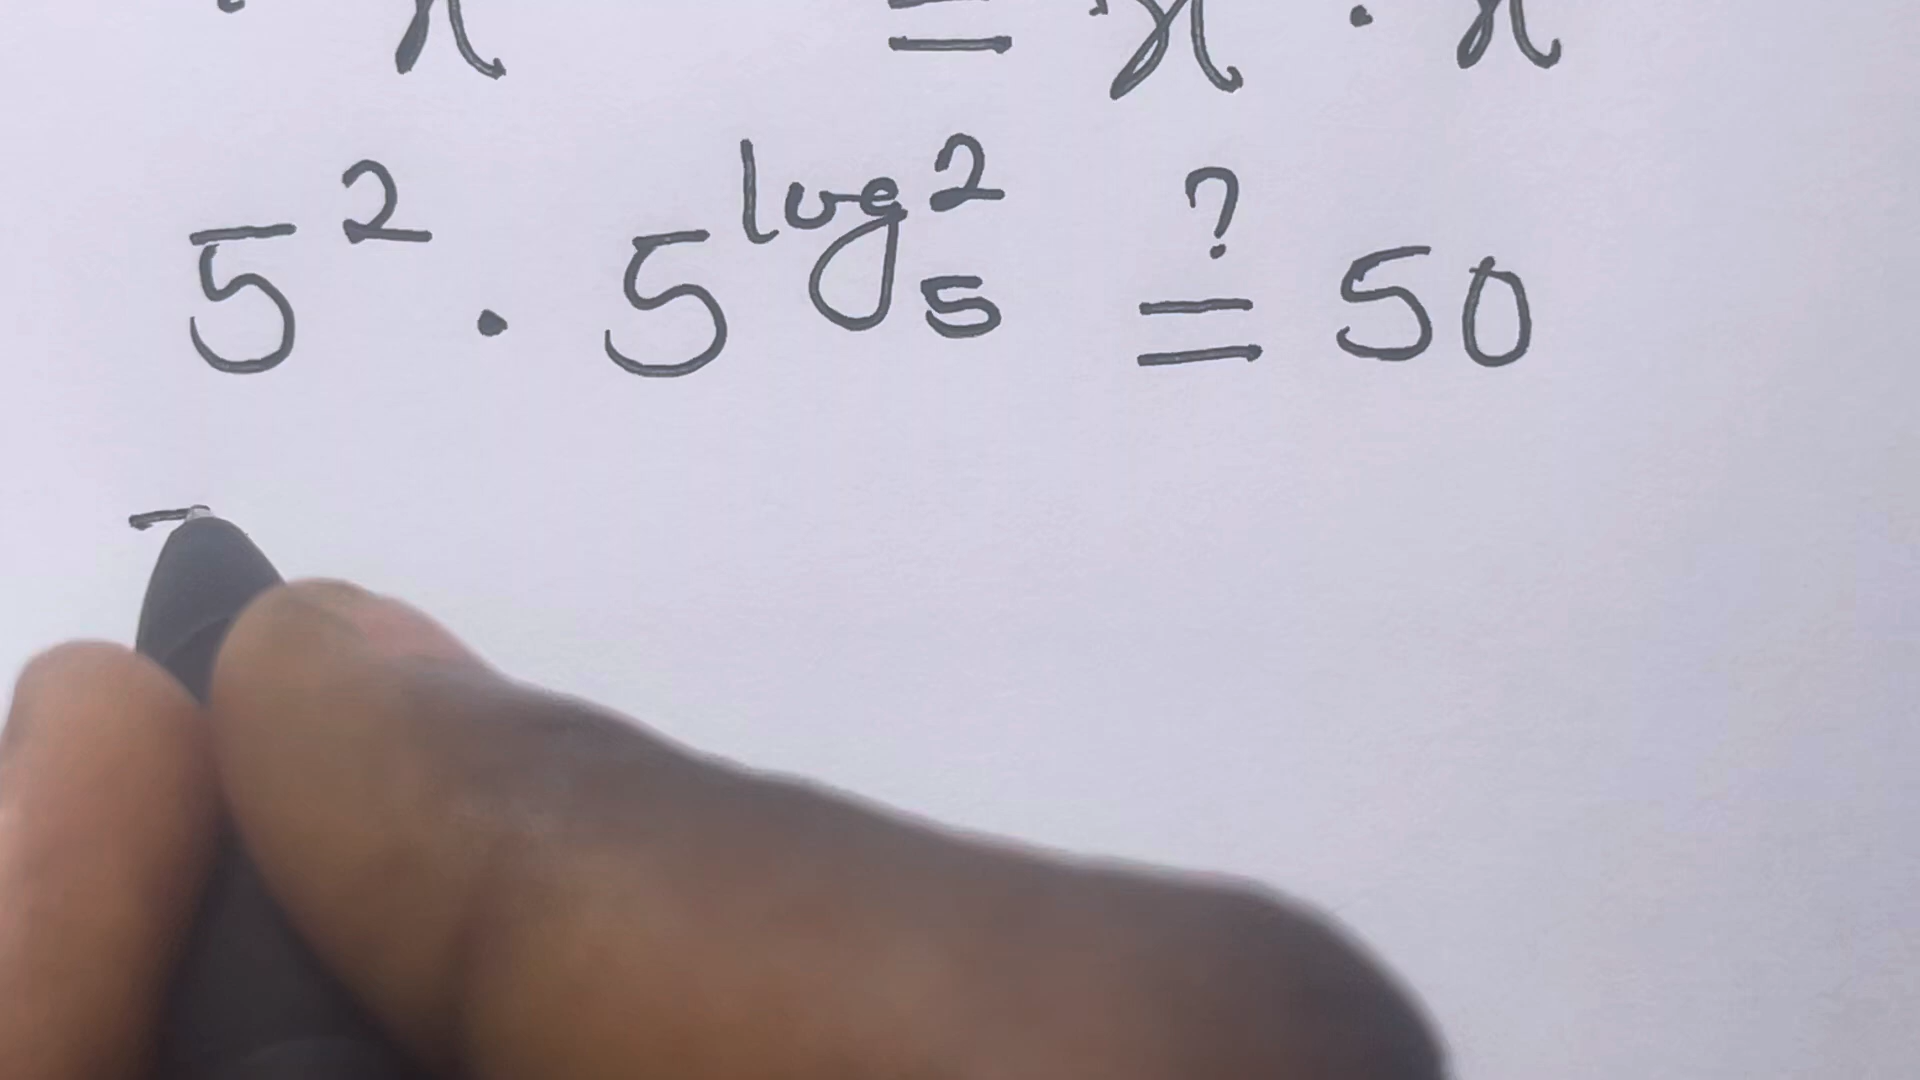 · x = x · x
5² · 5^log₅2 ≟ 50